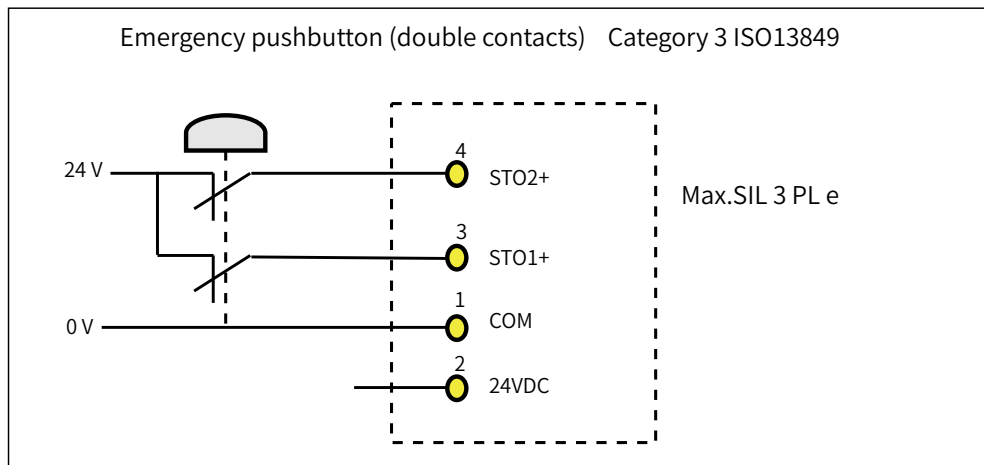 Emergency pushbutton (double contacts) Category 3 ISO13849
4
24 V
STO2+
Max.SIL 3 PL e
3
STO1+
1
COM
0 V
2
24VDC